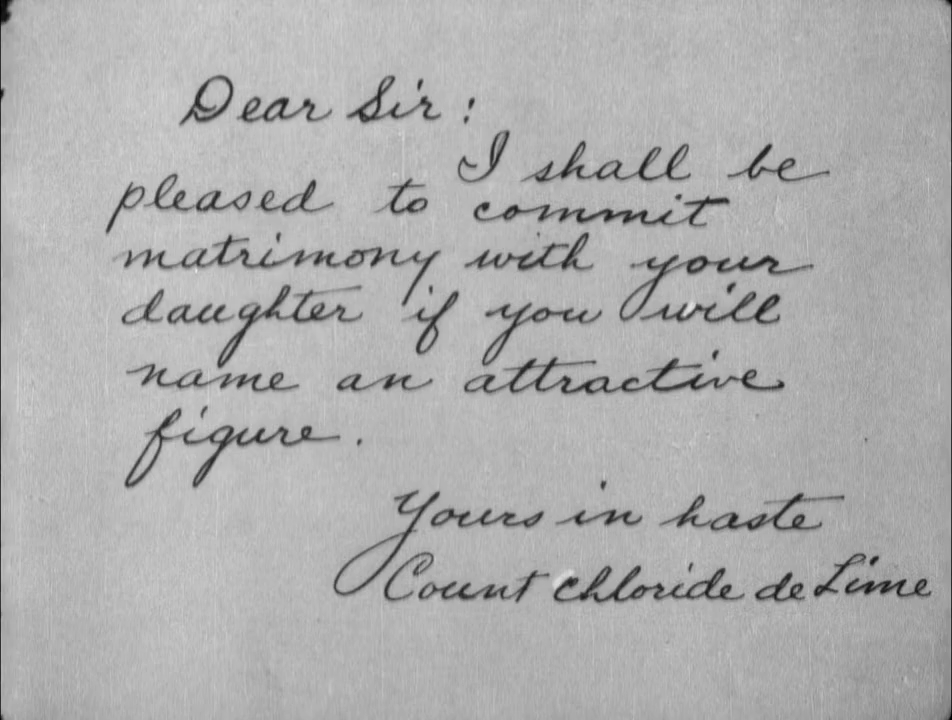 Dear Sir:
I shall be
pleased to commit
matrimony with your
daughter if you will
name an attractive
figure.
Yours in haste
Count Chloride de Lime